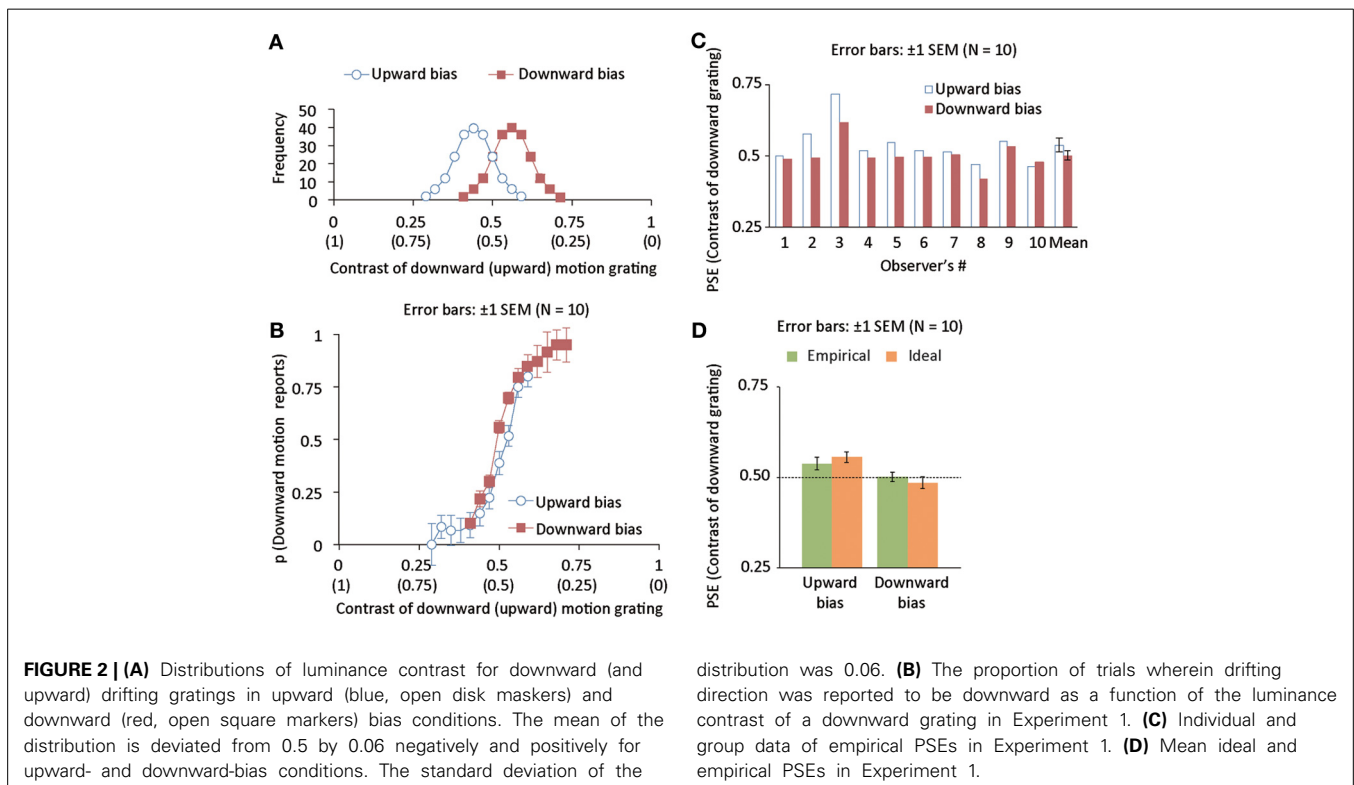 A
Upward bias
Downward bias
Frequency
50
40
30
20
10
0
0 0.25 0.5 0.75 1
(1) (0.75) (0.5) (0.25) (0)
Contrast of downward (upward) motion grating
B
Error bars: ±1 SEM (N = 10)
p (Downward motion reports)
1
0.75
0.5
0.25
0
Upward bias
Downward bias
0 0.25 0.5 0.75 1
(1) (0.75) (0.5) (0.25) (0)
Contrast of downward (upward) motion grating
C
Error bars: ±1 SEM (N = 10)
PSE (Contrast of downward grating)
0.75
0.5
0.25
Upward bias
Downward bias
1 2 3 4 5 6 7 8 9 10 Mean
Observer's #
D
Error bars: ±1 SEM (N = 10)
Empirical
Ideal
PSE (Contrast of downward grating)
0.75
0.50
0.25
Upward Downward
bias bias
FIGURE 2 | (A) Distributions of luminance contrast for downward (and
upward) drifting gratings in upward (blue, open disk maskers) and
downward (red, open square markers) bias conditions. The mean of the
distribution is deviated from 0.5 by 0.06 negatively and positively for
upward- and downward-bias conditions. The standard deviation of the
distribution was 0.06. (B) The proportion of trials wherein drifting
direction was reported to be downward as a function of the luminance
contrast of a downward grating in Experiment 1. (C) Individual and
group data of empirical PSEs in Experiment 1. (D) Mean ideal and
empirical PSEs in Experiment 1.